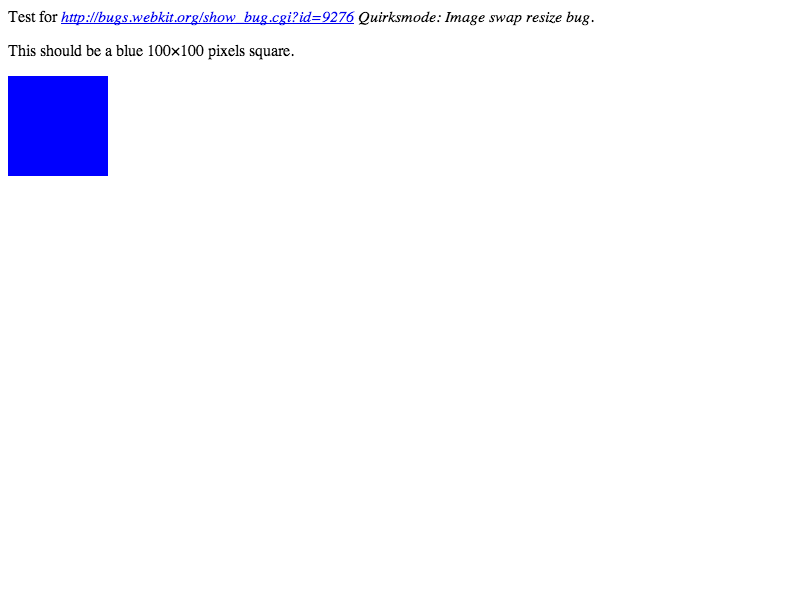 Test for http://bugs.webkit.org/show_bug.cgi?id=9276 Quirksmode: Image swap resize bug.
This should be a blue 100×100 pixels square.